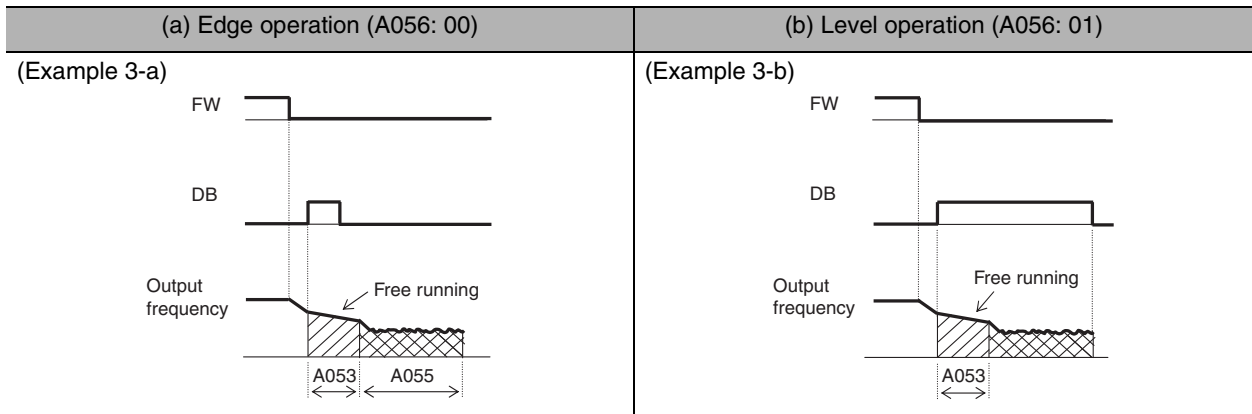 (a) Edge operation (A056: 00)
(b) Level operation (A056: 01)
(Example 3-a)
FW
DB
Output
frequency
Free running
A053
A055
(Example 3-b)
FW
DB
Output
frequency
Free running
A053